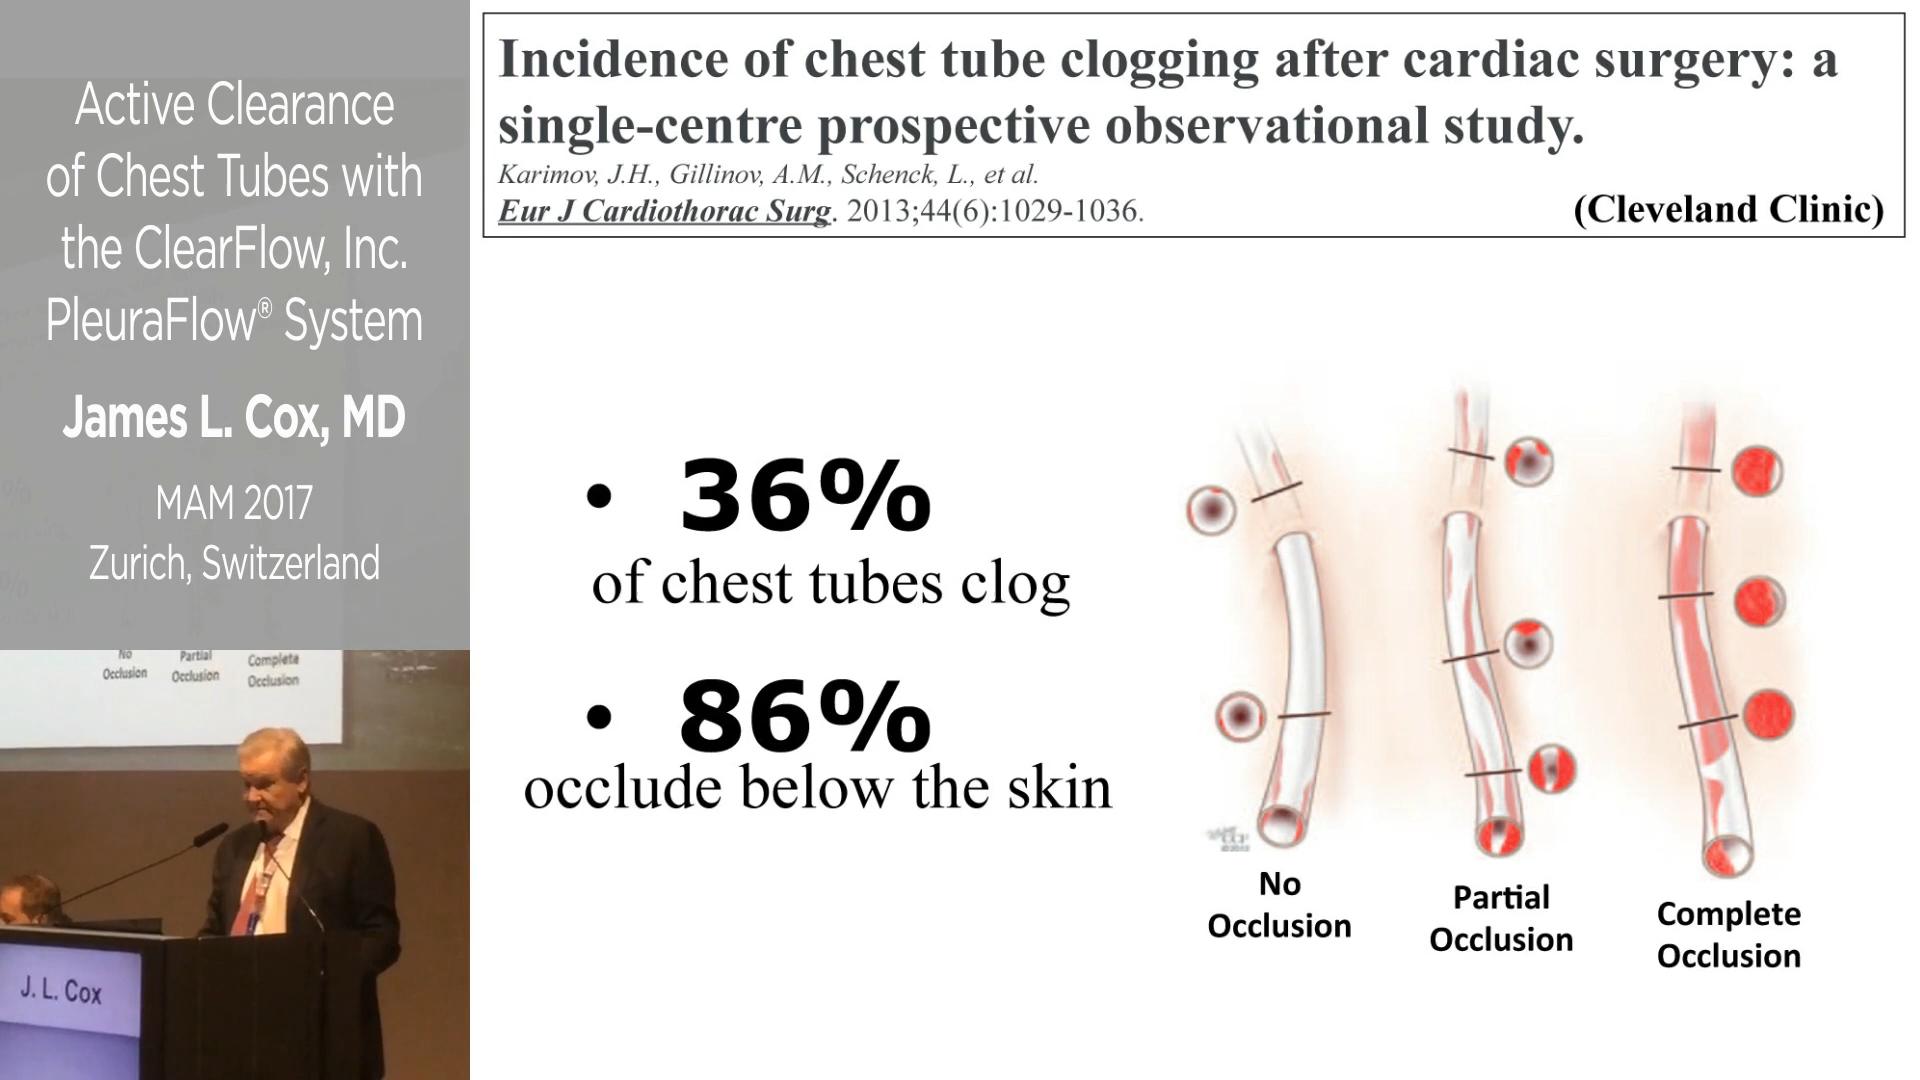 Active Clearance
of Chest Tubes with
the ClearFlow, Inc.
PleuraFlow® System
James L. Cox, MD
MAM 2017
Zurich, Switzerland
No
Occlusion
Partial
Occlusion
Complete
Occlusion
J. L. Cox
Incidence of chest tube clogging after cardiac surgery: a
single-centre prospective observational study.
Karimov, J.H., Gillinov, A.M., Schenck, L., et al.
Eur J Cardiothorac Surg. 2013;44(6):1029-1036.
(Cleveland Clinic)
• 36%
of chest tubes clog
• 86%
occlude below the skin
No
Occlusion
Partial
Occlusion
Complete
Occlusion